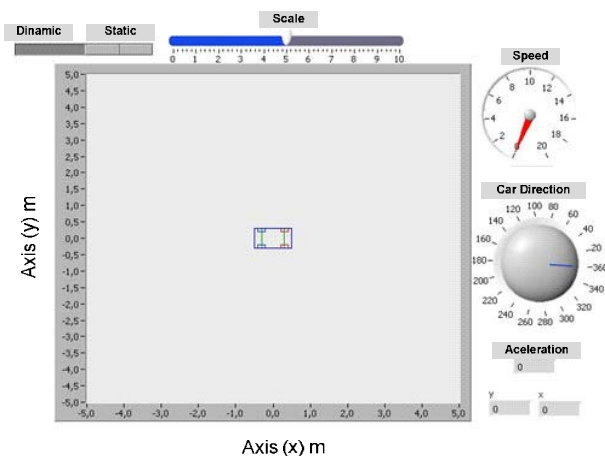 Scale
Dinamic Static
0 1 2 3 4 5 6 7 8 9 10
Speed
0 2 4 6 8 10 12 14 16 18 20
Car Direction
20 40 60 80 100 120 140 160 180 200 220 240 260 280 300 320 340 360
Aceleration
0
y x
0 0
Axis (y) m
5,0
4,5
4,0
3,5
3,0
2,5
2,0
1,5
1,0
0,5
0,0
-0,5
-1,0
-1,5
-2,0
-2,5
-3,0
-3,5
-4,0
-4,5
-5,0
-5,0 -4,0 -3,0 -2,0 -1,0 0,0 1,0 2,0 3,0 4,0 5,0
Axis (x) m